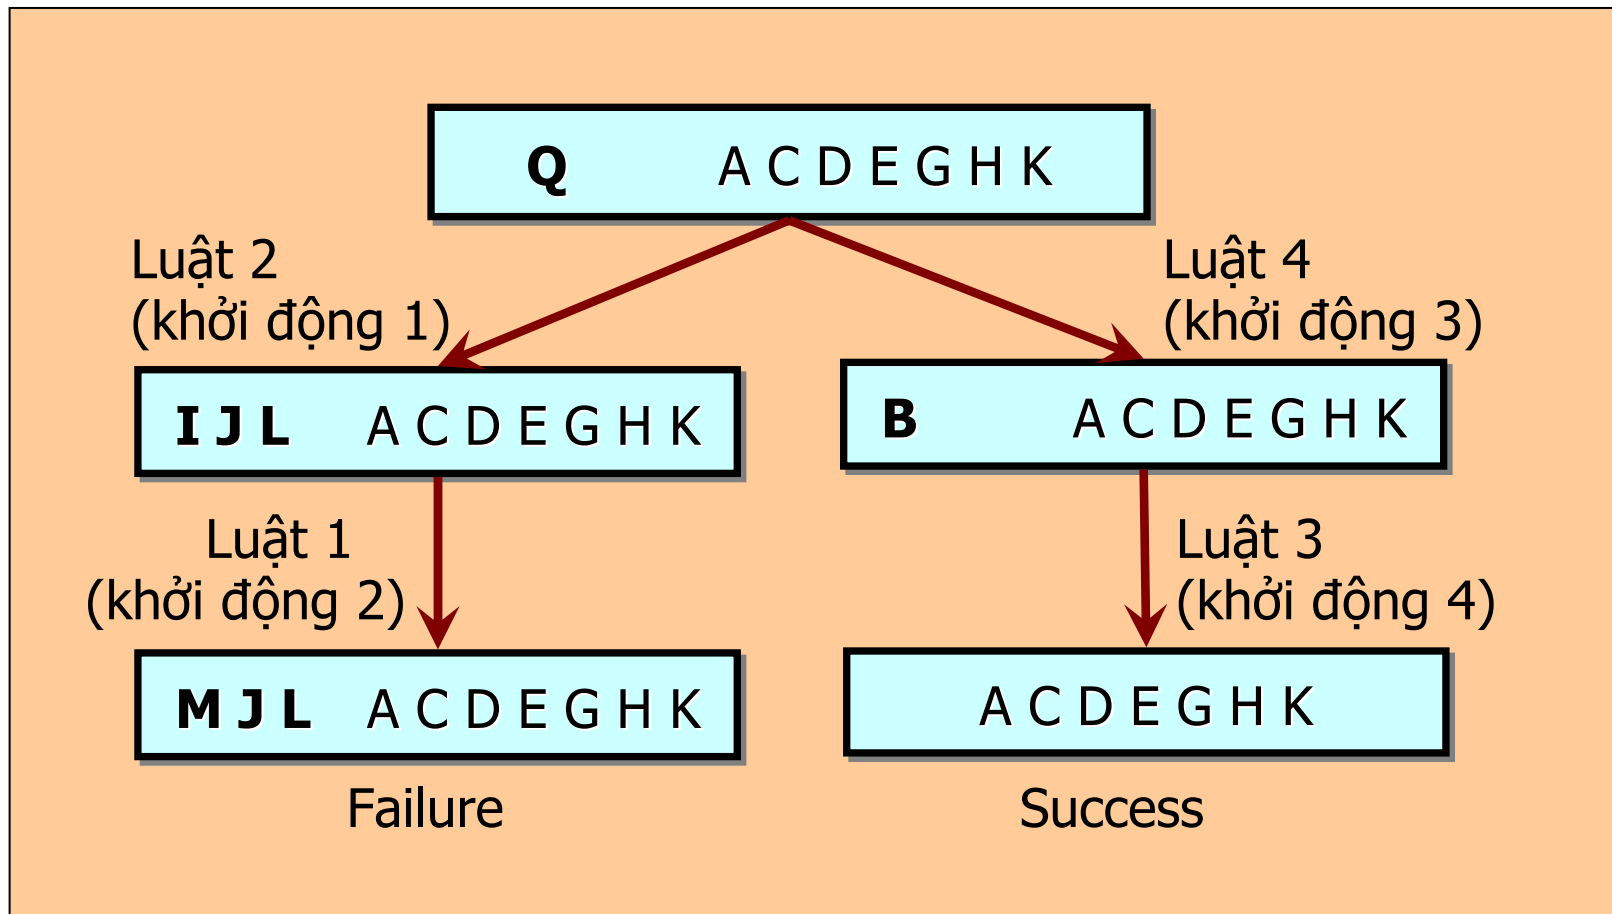 Q A C D E G H K
Luật 2
(khởi động 1)
Luật 4
(khởi động 3)
I J L A C D E G H K
B A C D E G H K
Luật 1
(khởi động 2)
Luật 3
(khởi động 4)
M J L A C D E G H K
A C D E G H K
Failure
Success